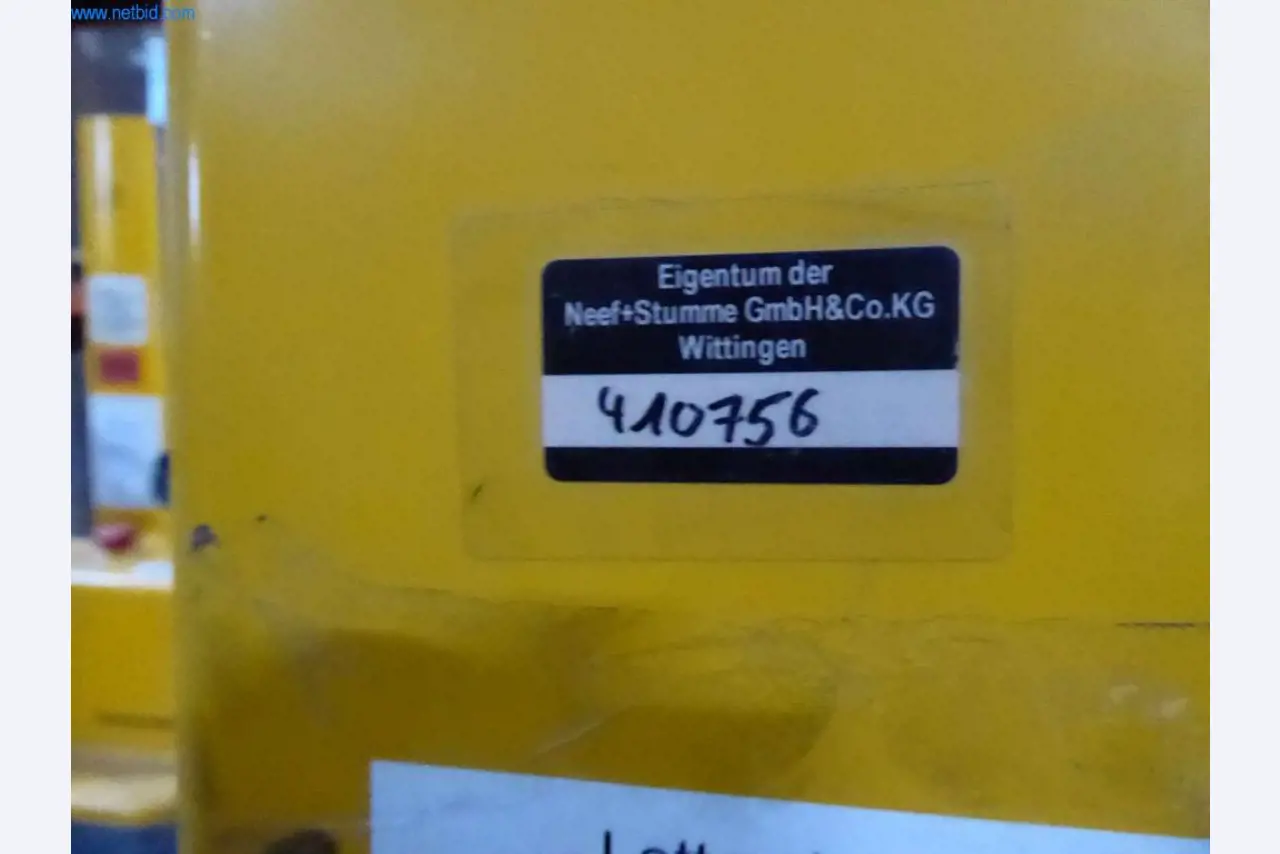 www.netbid.com
Eigentum der
Neef+Stumme GmbH&Co.KG
Wittingen
410756